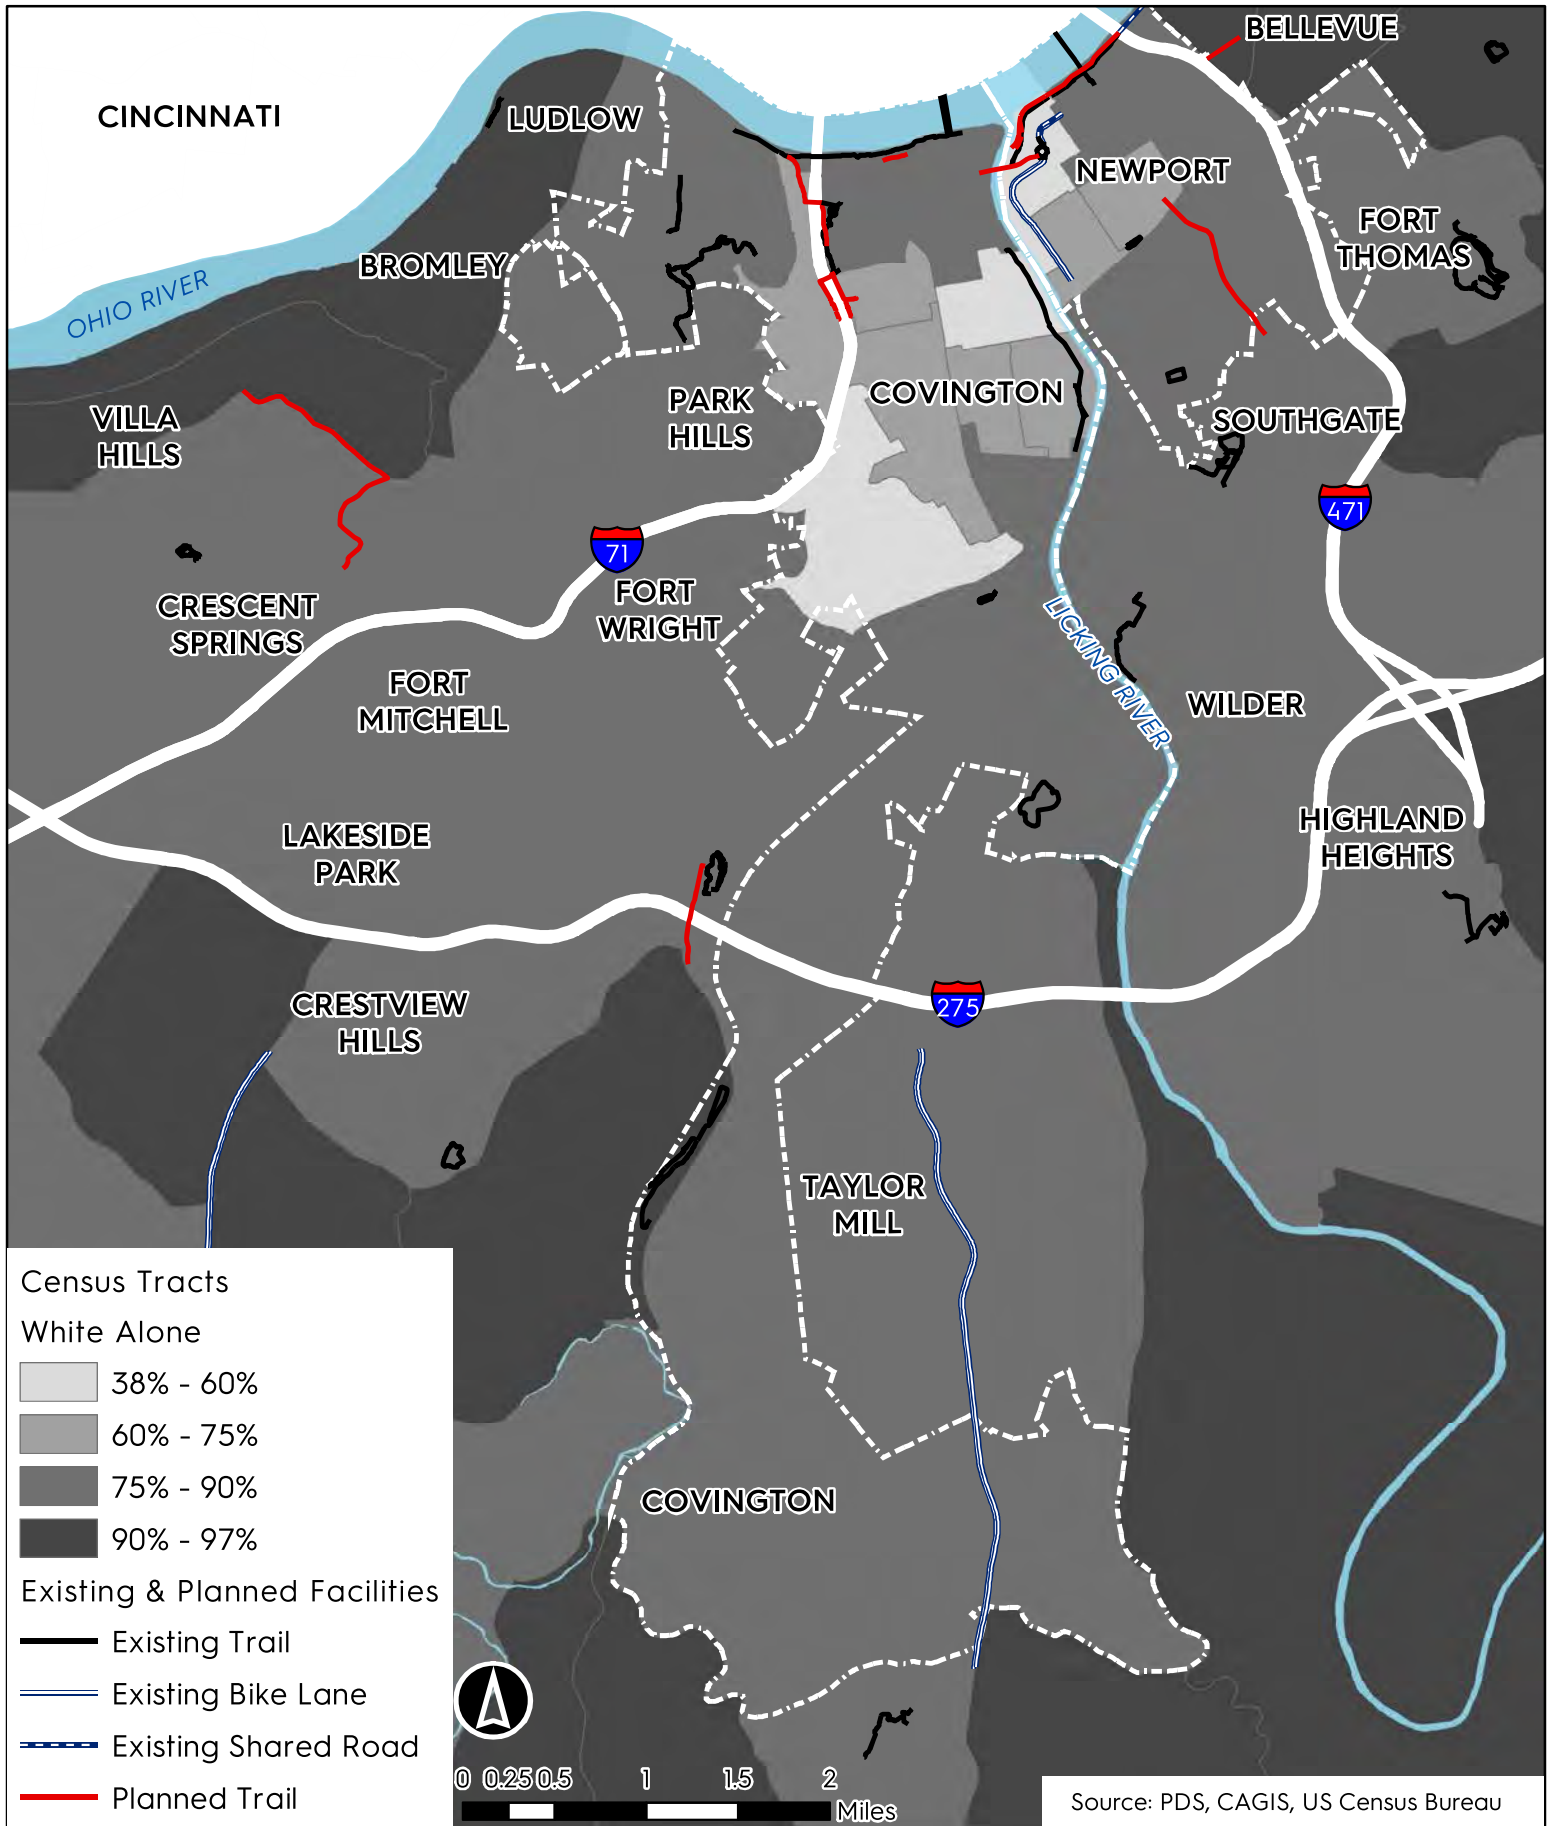 BELLEVUE
CINCINNATI
LUDLOW
NEWPORT
FORT
THOMAS
BROMLEY
OHIO RIVER
PARK
HILLS
COVINGTON
VILLA
HILLS
SOUTHGATE
471
71
CRESCENT
SPRINGS
FORT
WRIGHT
LICKING RIVER
FORT
MITCHELL
WILDER
LAKESIDE
PARK
HIGHLAND
HEIGHTS
CRESTVIEW
HILLS
275
TAYLOR
MILL
COVINGTON
Census Tracts
White Alone
38% - 60%
60% - 75%
75% - 90%
90% - 97%
Existing & Planned Facilities
Existing Trail
Existing Bike Lane
Existing Shared Road
Planned Trail
0 0.25 0.5 1 1.5 2
Miles
Source: PDS, CAGIS, US Census Bureau